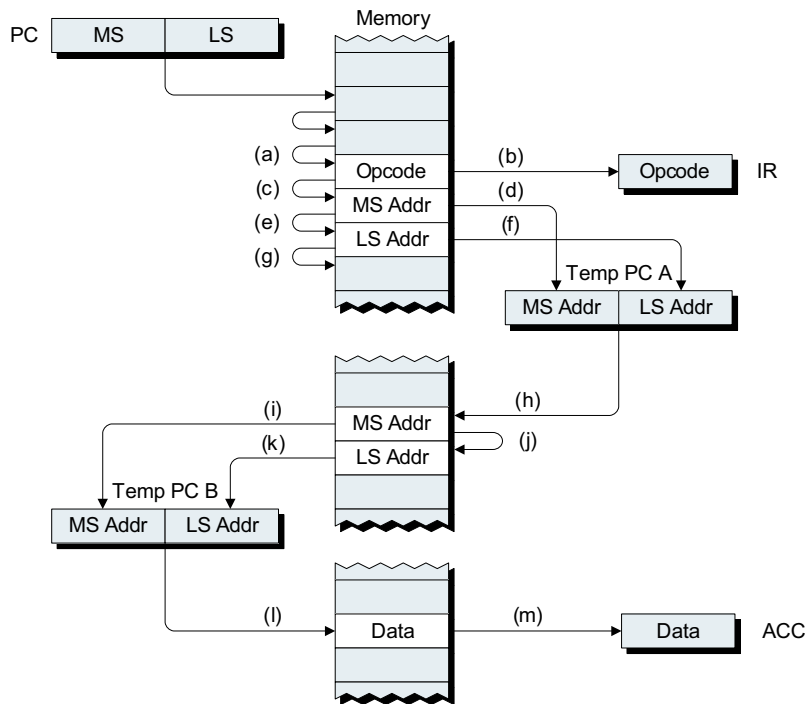 Memory
PC MS LS
(a)
Opcode (b) Opcode IR
(c)
MS Addr (d)
(e)
LS Addr (f)
(g)
Temp PC A
MS Addr LS Addr
(h)
(i)
MS Addr
(j)
(k)
LS Addr
Temp PC B
MS Addr LS Addr
(l)
Data (m) Data ACC